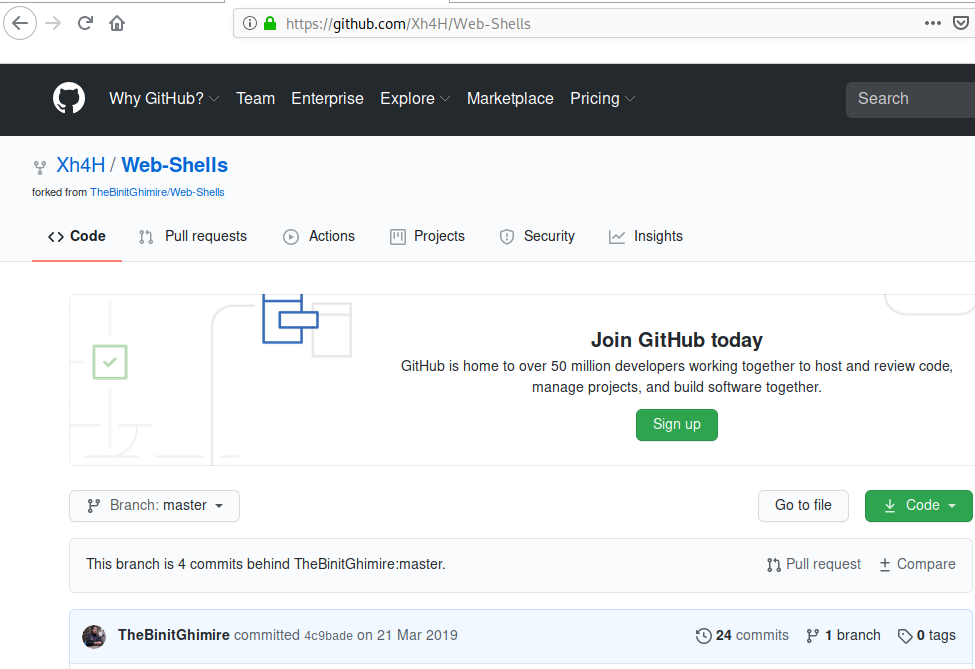 https://github.com/Xh4H/Web-Shells
Why GitHub? Team Enterprise Explore Marketplace Pricing Search
Xh4H / Web-Shells
forked from TheBinitGhimire/Web-Shells
Code Pull requests Actions Projects Security Insights
Join GitHub today
GitHub is home to over 50 million developers working together to host and review code,
manage projects, and build software together.
Sign up
Branch: master Go to file Code
This branch is 4 commits behind TheBinitGhimire:master. Pull request Compare
TheBinitGhimire committed 4c9bade on 21 Mar 2019 24 commits 1 branch 0 tags